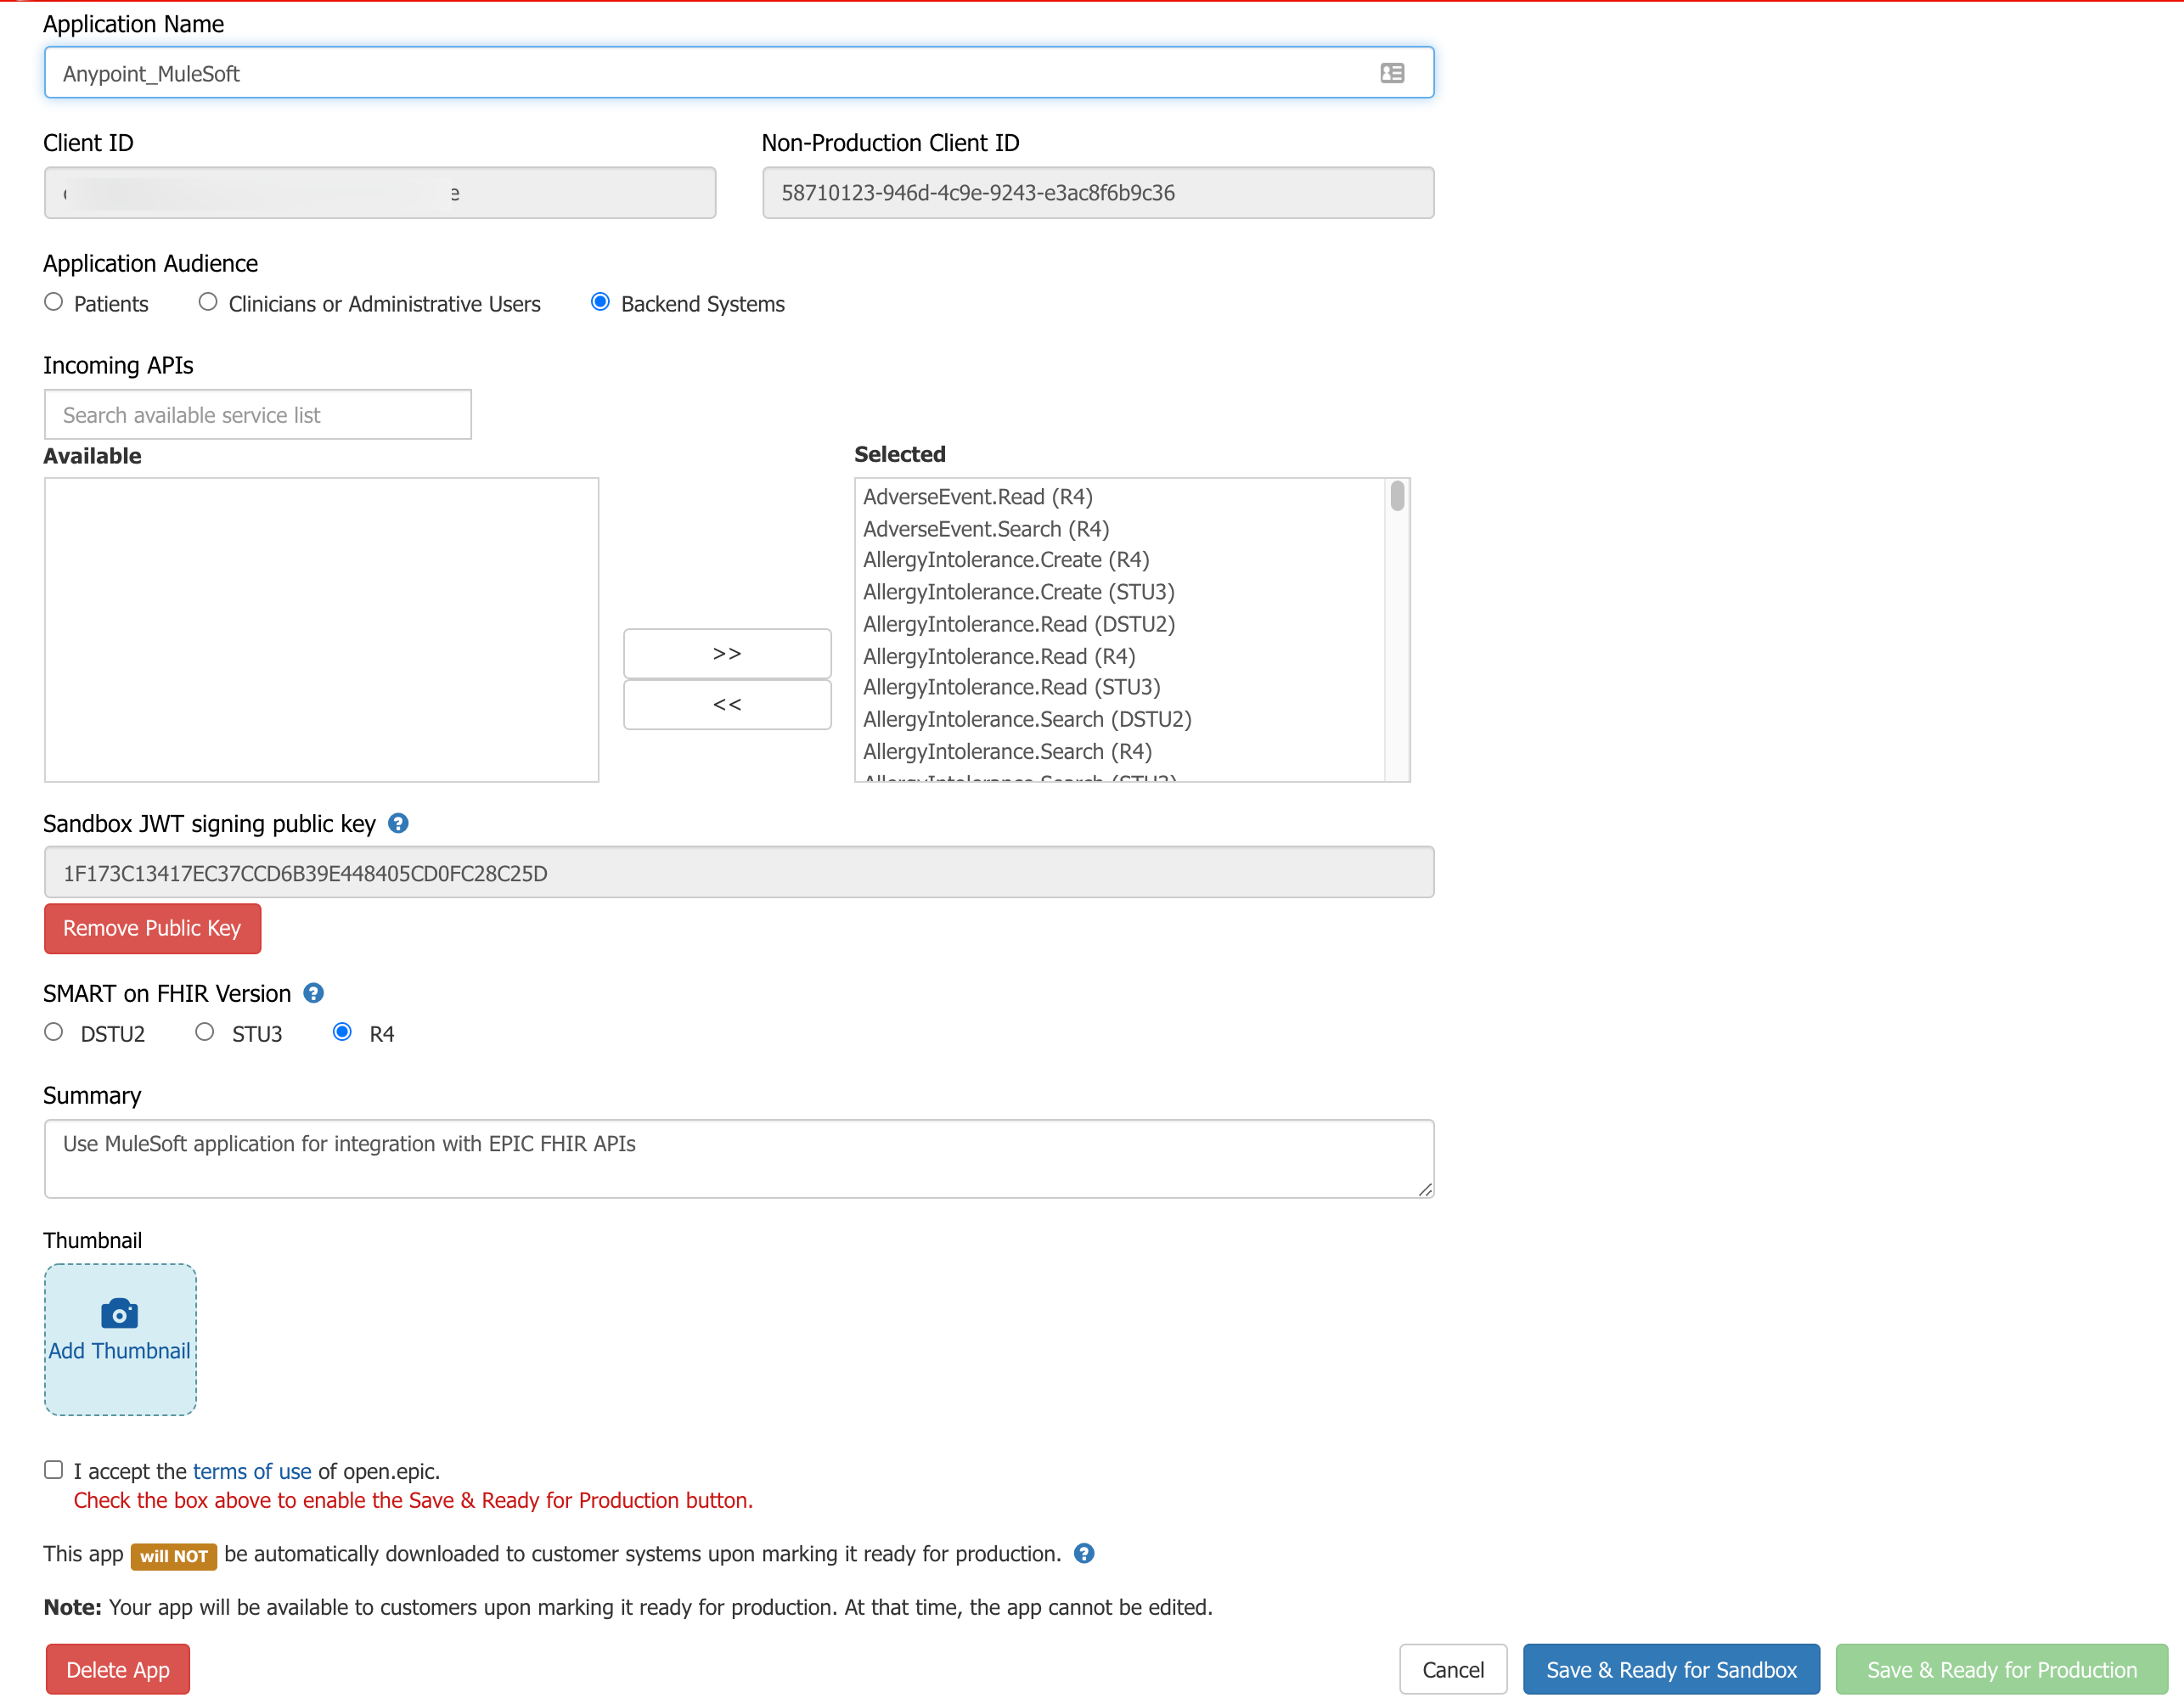 Application Name
Anypoint_MuleSoft
Client ID
Non-Production Client ID
e
58710123-946d-4c9e-9243-e3ac8f6b9c36
Application Audience
Patients
Clinicians or Administrative Users
Backend Systems
Incoming APIs
Search available service list
Available
Selected
AdverseEvent.Read (R4)
AdverseEvent.Search (R4)
AllergyIntolerance.Create (R4)
AllergyIntolerance.Create (STU3)
AllergyIntolerance.Read (DSTU2)
AllergyIntolerance.Read (R4)
AllergyIntolerance.Read (STU3)
AllergyIntolerance.Search (DSTU2)
AllergyIntolerance.Search (R4)
AllergyIntolerance.Search (STU3)
>>
<<
Sandbox JWT signing public key ?
1F173C13417EC37CCD6B39E448405CD0FC28C25D
Remove Public Key
SMART on FHIR Version ?
DSTU2
STU3
R4
Summary
Use MuleSoft application for integration with EPIC FHIR APIs
Thumbnail
Add Thumbnail
I accept the terms of use of open.epic.
Check the box above to enable the Save & Ready for Production button.
This app will NOT be automatically downloaded to customer systems upon marking it ready for production. ?
Note: Your app will be available to customers upon marking it ready for production. At that time, the app cannot be edited.
Delete App
Cancel
Save & Ready for Sandbox
Save & Ready for Production